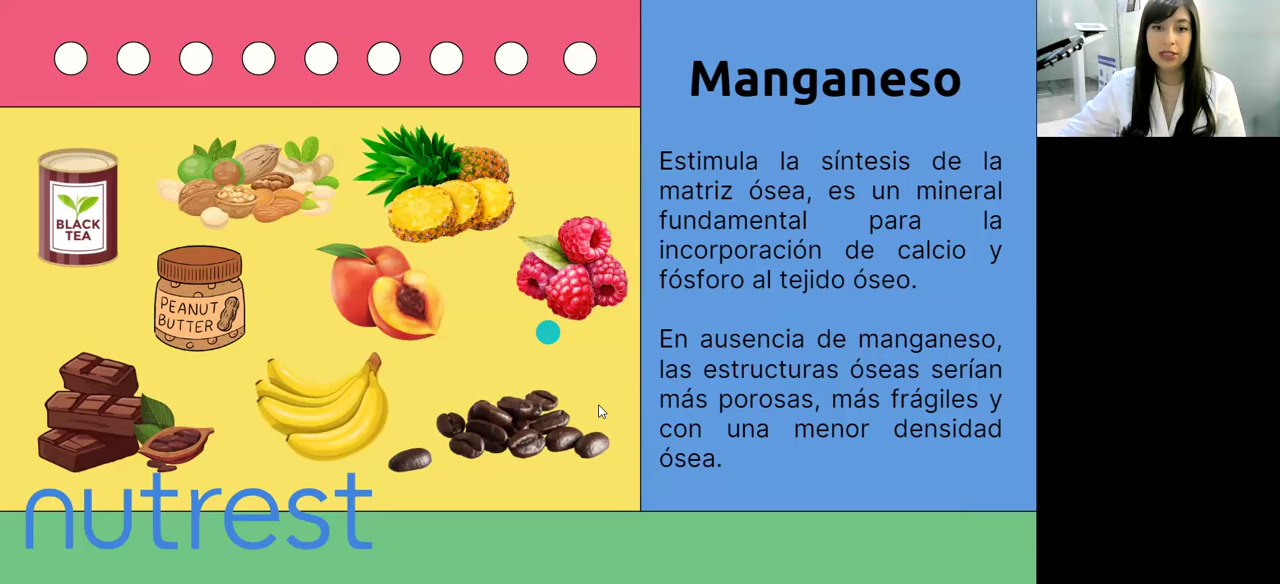 Manganeso
BLACK
TEA
PEANUT
BUTTER
Estimula la síntesis de la
matriz ósea, es un mineral
fundamental para la
incorporación de calcio y
fósforo al tejido óseo.
En ausencia de manganeso,
las estructuras óseas serían
más porosas, más frágiles y
con una menor densidad
ósea.
nutrest